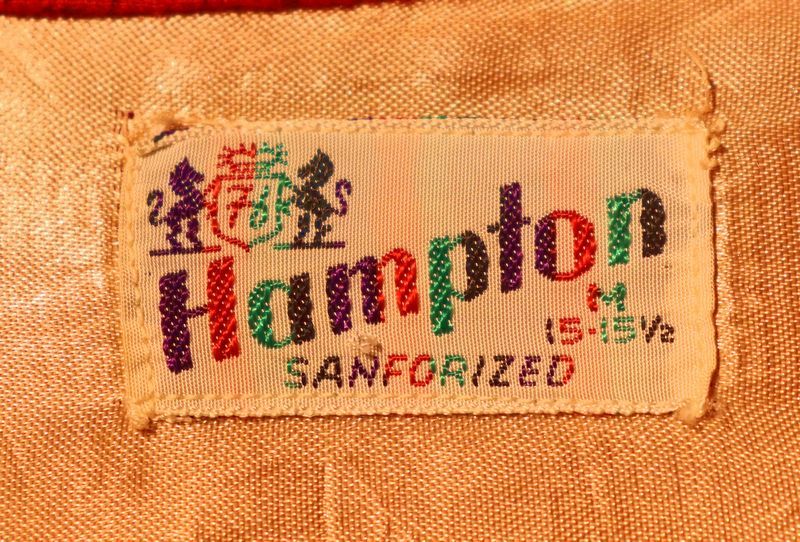 Hampton
M
15-15½
SANFORIZED